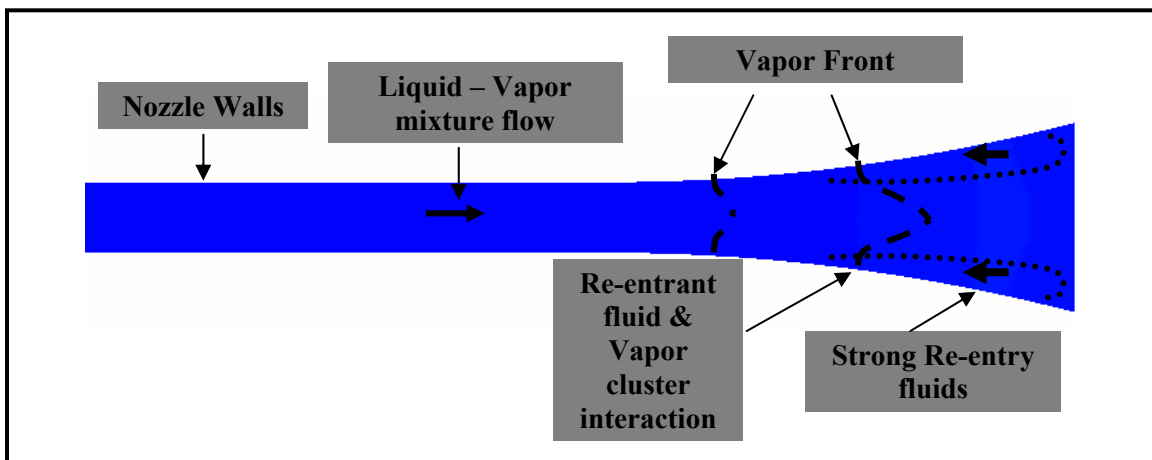 Nozzle Walls
Liquid – Vapor
mixture flow
Vapor Front
Re-entrant
fluid &
Vapor
cluster
interaction
Strong Re-entry
fluids